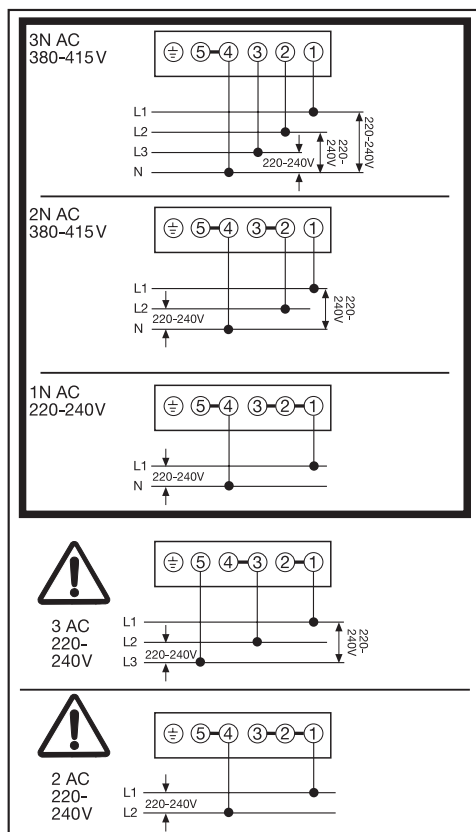 3N AC
380-415V
⏚ 5 4 3 2 1
L1
L2
L3
N
220-240V
220-
240V
220-240V
2N AC
380-415V
⏚ 5 4 3 2 1
L1
L2
N
220-240V
220-
240V
1N AC
220-240V
⏚ 5 4 3 2 1
L1
N
220-240V
3 AC
220-
240V
⏚ 5 4 3 2 1
L1
L2
L3
220-240V
220-
240V
2 AC
220-
240V
⏚ 5 4 3 2 1
L1
L2
220-240V